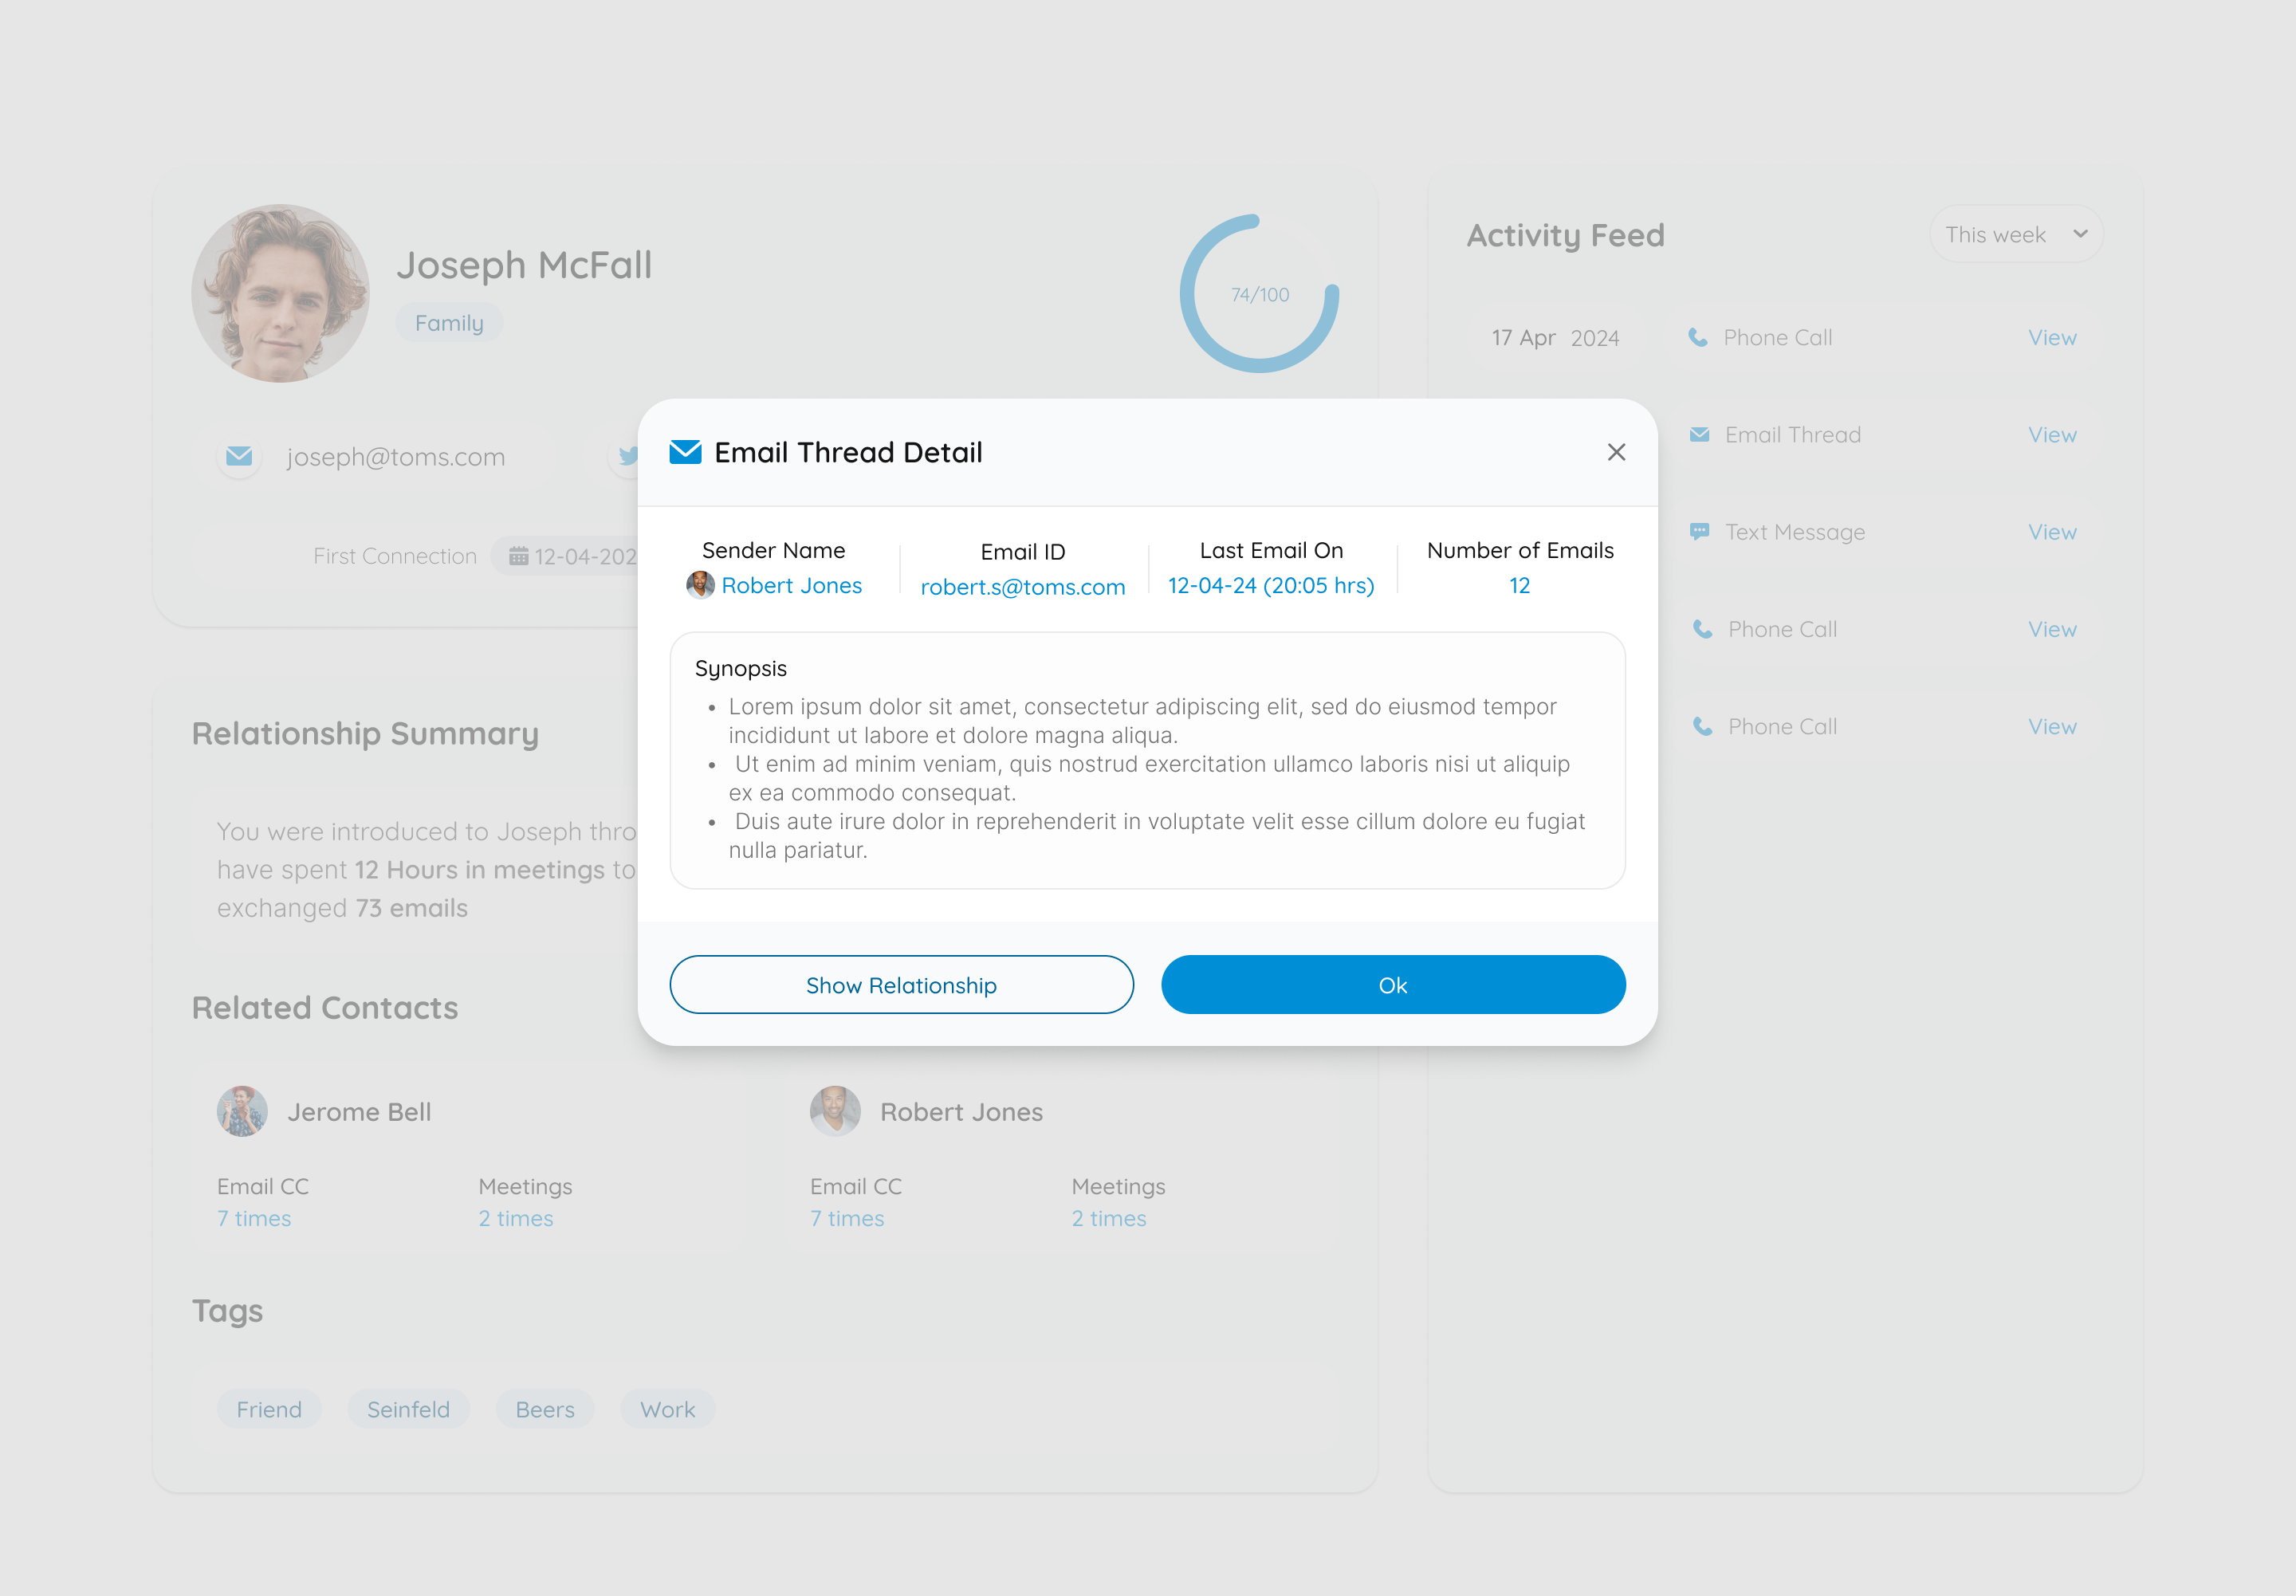 Joseph McFall
Family
74/100
joseph@toms.com
First Connection 12-04-202
Activity Feed
This week
17 Apr 2024
Phone Call View
Email Thread View
Text Message View
Phone Call View
Phone Call View
Email Thread Detail
Sender Name
Robert Jones
Email ID
robert.s@toms.com
Last Email On
12-04-24 (20:05 hrs)
Number of Emails
12
Synopsis
• Lorem ipsum dolor sit amet, consectetur adipiscing elit, sed do eiusmod tempor
incididunt ut labore et dolore magna aliqua.
• Ut enim ad minim veniam, quis nostrud exercitation ullamco laboris nisi ut aliquip
ex ea commodo consequat.
• Duis aute irure dolor in reprehenderit in voluptate velit esse cillum dolore eu fugiat
nulla pariatur.
Show Relationship
Ok
Relationship Summary
You were introduced to Joseph thro
have spent 12 Hours in meetings to
exchanged 73 emails
Related Contacts
Jerome Bell
Email CC
7 times
Meetings
2 times
Robert Jones
Email CC
7 times
Meetings
2 times
Tags
Friend
Seinfeld
Beers
Work